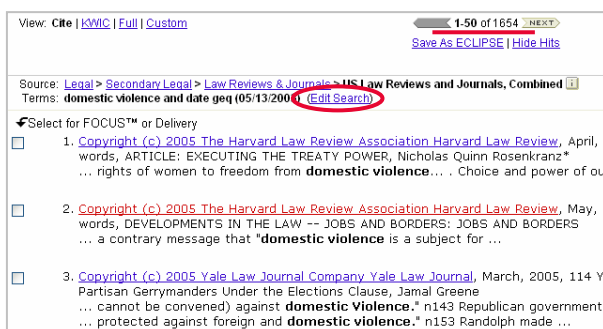 View: Cite | KWIC | Full | Custom
1-50 of 1654 NEXT
Save As ECLIPSE | Hide Hits
Source: Legal > Secondary Legal > Law Reviews & Journals > US Law Reviews and Journals, Combined i
Terms: domestic violence and date geq (05/13/200 (Edit Search)
Select for FOCUS™ or Delivery
1. Copyright (c) 2005 The Harvard Law Review Association Harvard Law Review, April,
words, ARTICLE: EXECUTING THE TREATY POWER, Nicholas Quinn Rosenkranz*
... rights of women to freedom from domestic violence... . Choice and power of ou
2. Copyright (c) 2005 The Harvard Law Review Association Harvard Law Review, May,
words, DEVELOPMENTS IN THE LAW -- JOBS AND BORDERS: JOBS AND BORDERS
... a contrary message that "domestic violence is a subject for ...
3. Copyright (c) 2005 Yale Law Journal Company Yale Law Journal, March, 2005, 114 Y
Partisan Gerrymanders Under the Elections Clause, Jamal Greene
... cannot be convened) against domestic Violence." n143 Republican government
... protected against foreign and domestic violence." n153 Randolph made ...